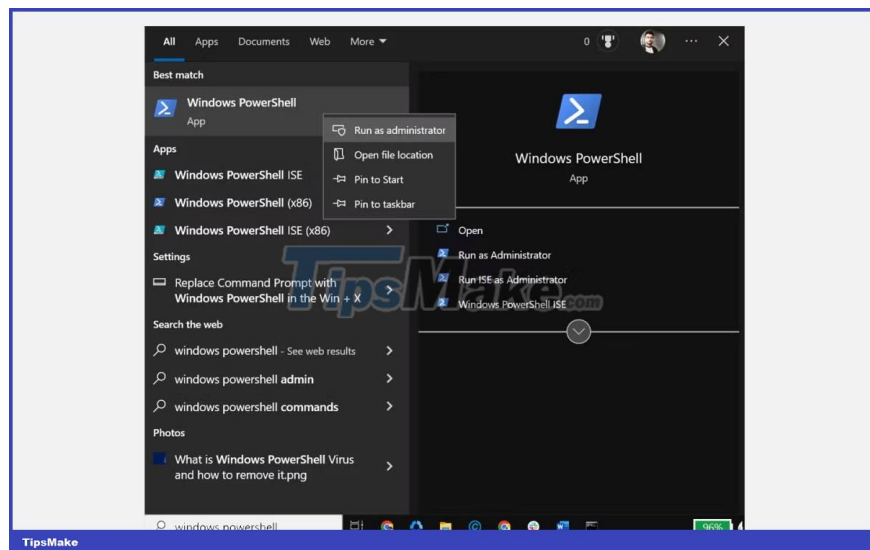 All Apps Documents Web More
0
Best match
Windows PowerShell
App
Run as administrator
Open file location
Pin to Start
Pin to taskbar
Apps
Windows PowerShell ISE
Windows PowerShell (x86)
Windows PowerShell ISE (x86)
Settings
Replace Command Prompt with
Windows PowerShell in the Win + X
Search the web
windows powershell - See web results
windows powershell admin
windows powershell commands
Photos
What is Windows PowerShell Virus
and how to remove it.png
Windows PowerShell
App
Open
Run as Administrator
Run ISE as Administrator
Windows PowerShell ISE
TipsMake.com
windows powershell
96%
TipsMake